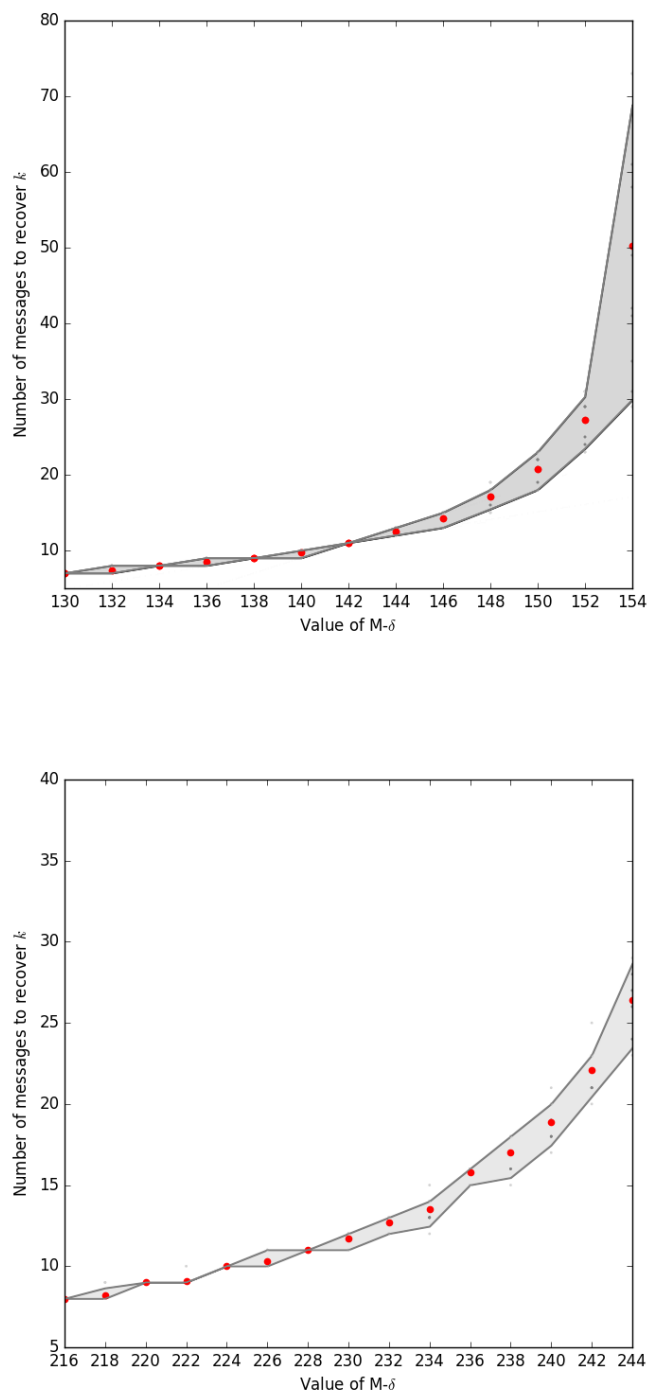 80
70
60
50
40
30
20
10
Number of messages to recover k
130 132 134 136 138 140 142 144 146 148 150 152 154
Value of M-δ
40
35
30
25
20
15
10
5
Number of messages to recover k
216 218 220 222 224 226 228 230 232 234 236 238 240 242 244
Value of M-δ